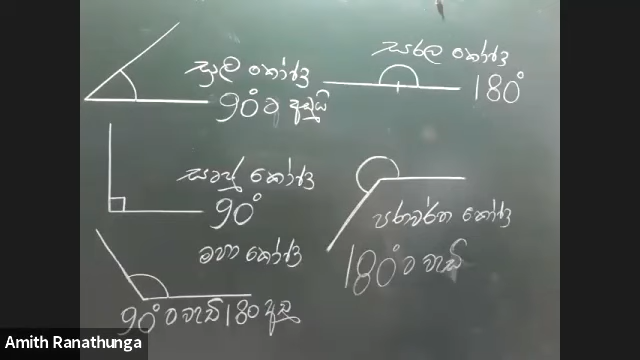 සුළු කෝණ
90° ට අඩුයි
සරල කෝණ
180°
සෘජු කෝණ
90°
පරාවර්ත කෝණ
180° ට වැඩි
මහා කෝණ
90° ට වැඩි 180 අඩු
Amith Ranathunga